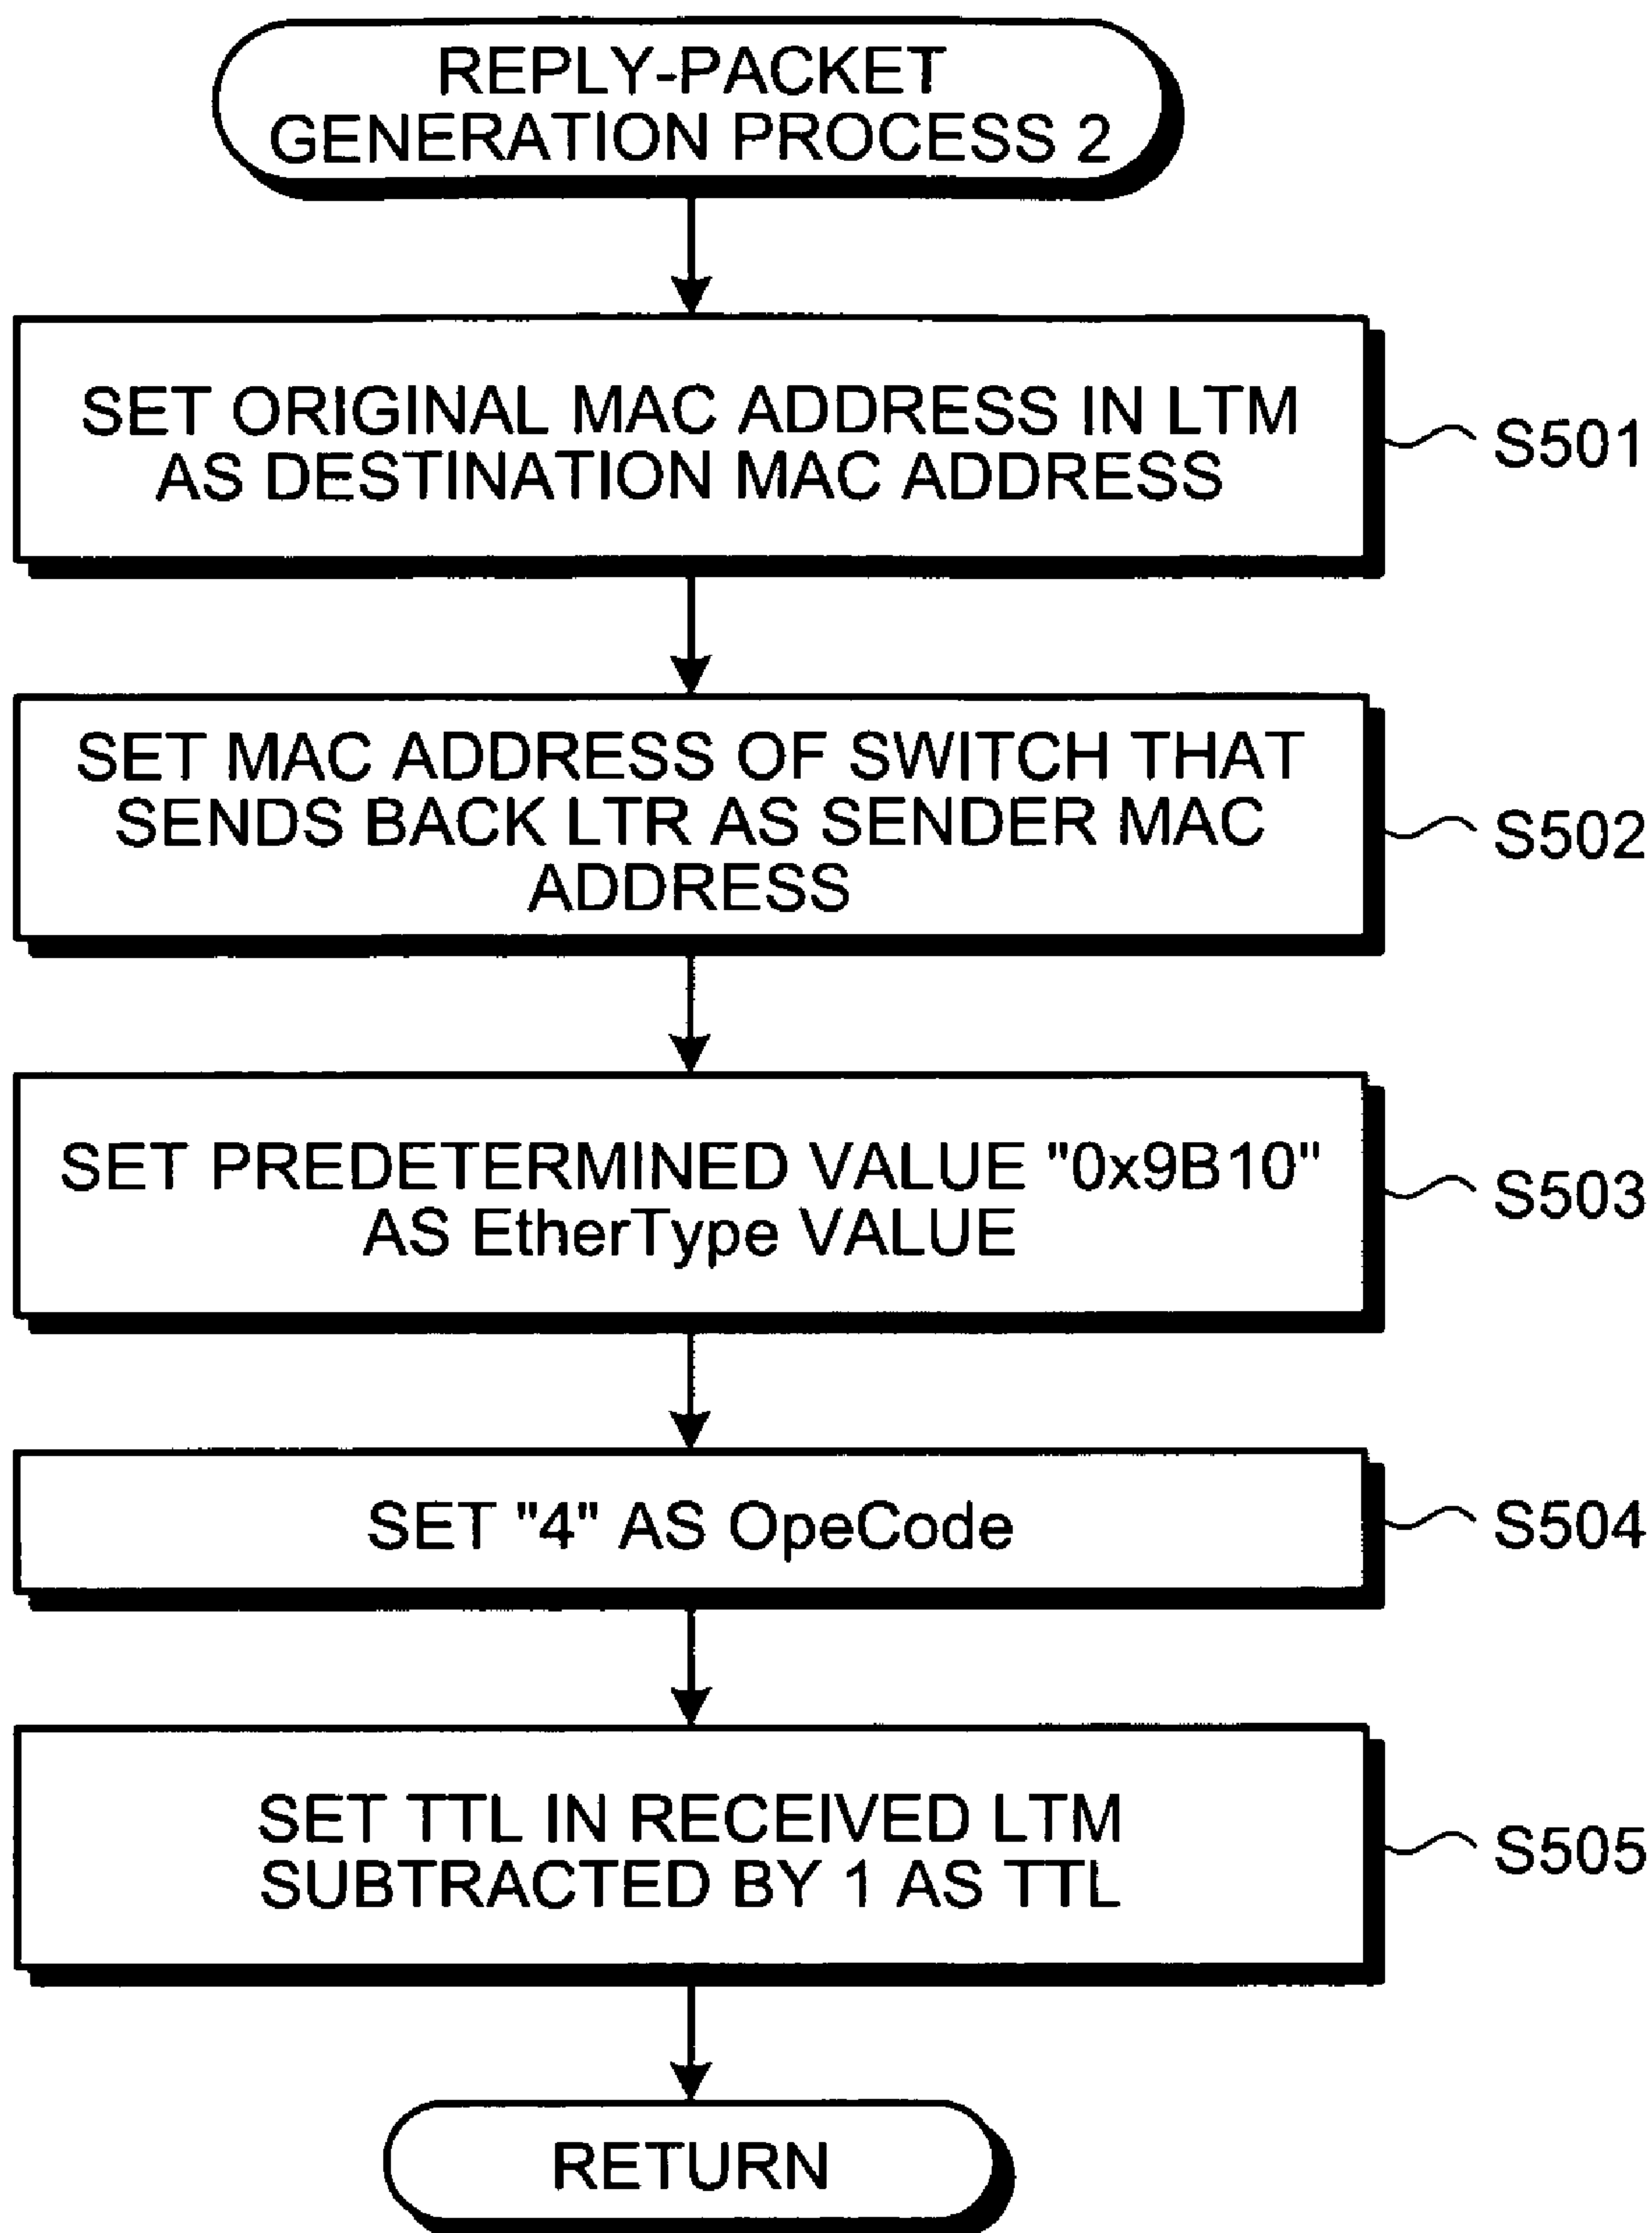 REPLY-PACKET
GENERATION PROCESS 2
SET ORIGINAL MAC ADDRESS IN LTM
AS DESTINATION MAC ADDRESS
S501
SET MAC ADDRESS OF SWITCH THAT
SENDS BACK LTR AS SENDER MAC
ADDRESS
S502
SET PREDETERMINED VALUE "0x9B10"
AS EtherType VALUE
S503
SET "4" AS OpeCode
S504
SET TTL IN RECEIVED LTM
SUBTRACTED BY 1 AS TTL
S505
RETURN